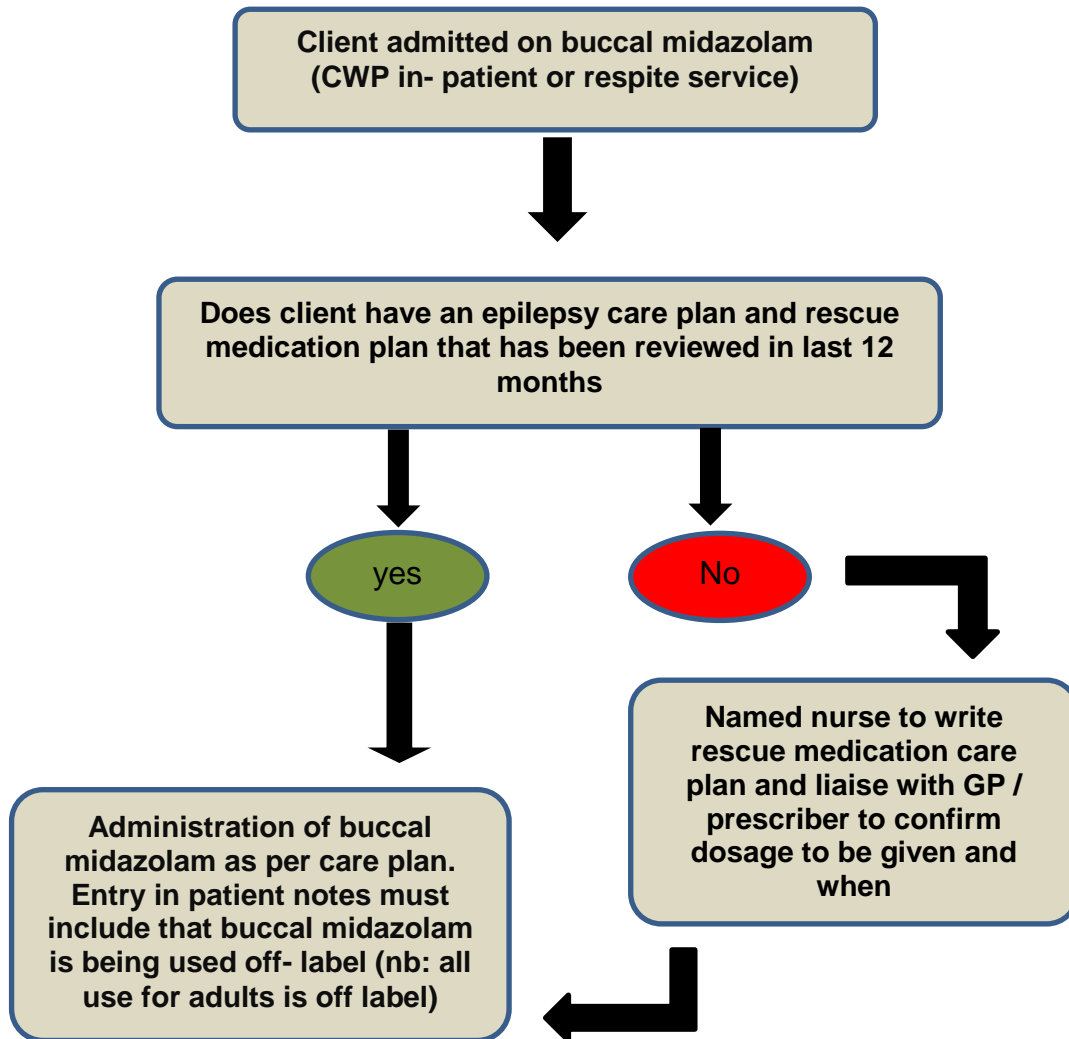 Client admitted on buccal midazolam
(CWP in- patient or respite service)
Does client have an epilepsy care plan and rescue
medication plan that has been reviewed in last 12
months
yes
No
Named nurse to write
rescue medication care
plan and liaise with GP /
prescriber to confirm
dosage to be given and
when
Administration of buccal
midazolam as per care plan.
Entry in patient notes must
include that buccal midazolam
is being used off- label (nb: all
use for adults is off label)